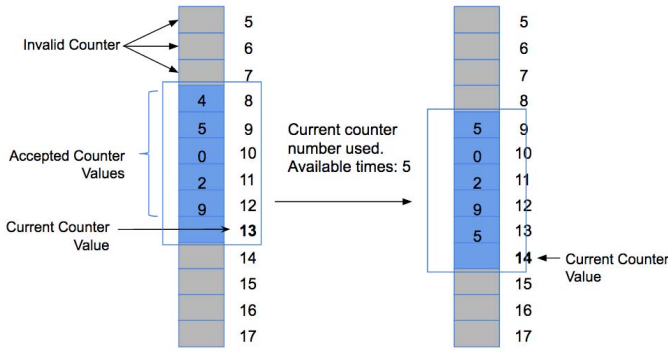 Invalid Counter
Accepted Counter
Values
Current Counter
Value
5
6
7
4 8
5 9
0 10
2 11
9 12
13
14
15
16
17
Current counter
number used.
Available times: 5
5
6
7
8
5 9
0 10
2 11
9 12
5 13
14
15
16
17
Current Counter
Value